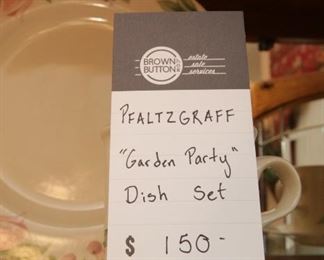 BROWN
BUTTON
estate
sale
services
PFALTZGRAFF
"Garden Party"
Dish Set
$ 150-